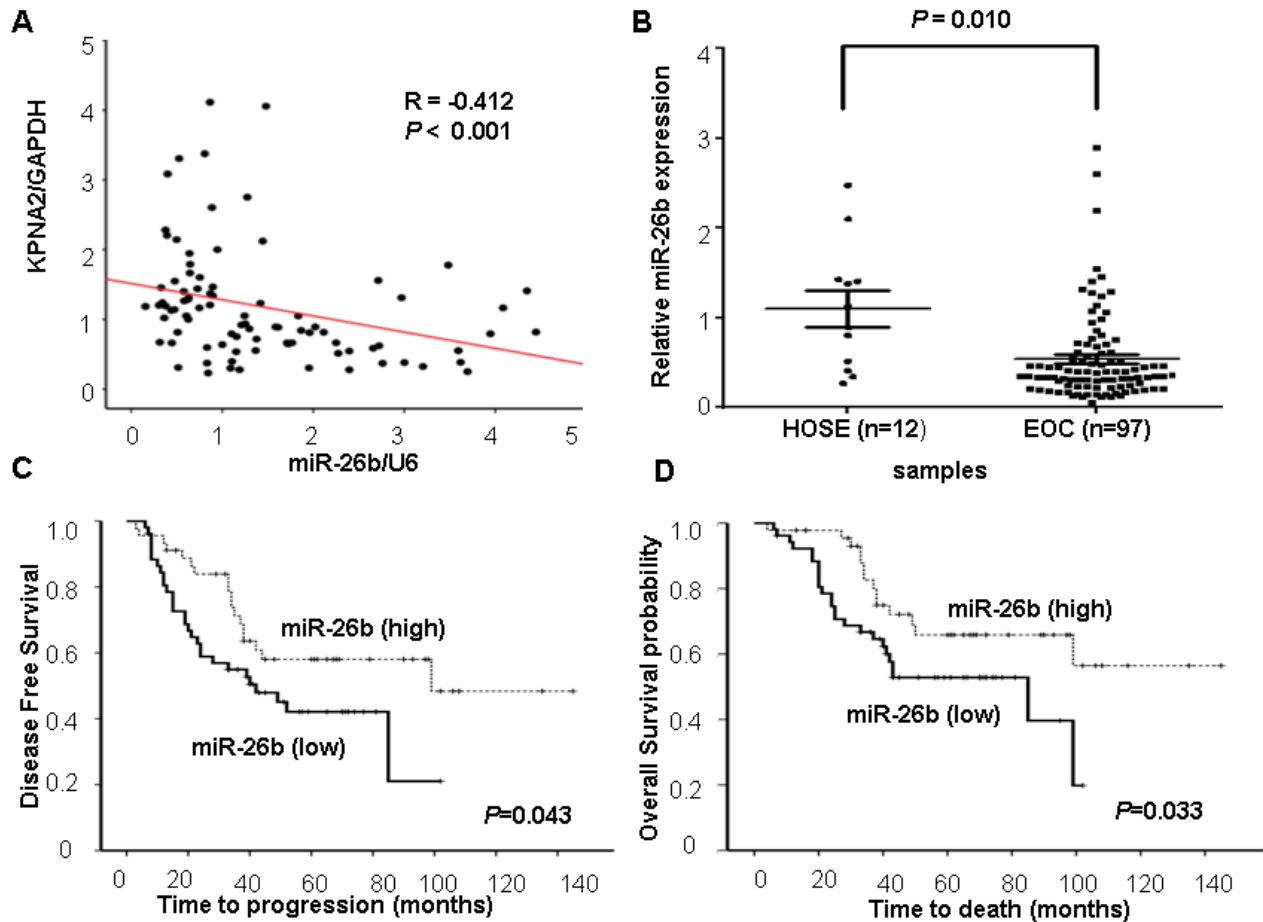 A
KPNA2/GAPDH
5
4
3
2
1
0
R = -0.412
P < 0.001
0 1 2 3 4 5
miR-26b/U6
B
P = 0.010
Relative miR-26b expression
4
3
2
1
0
HOSE (n=12) EOC (n=97)
samples
C
Disease Free Survival
1.0
0.8
0.6
0.4
0.2
0
miR-26b (high)
miR-26b (low)
P=0.043
0 20 40 60 80 100 120 140
Time to progression (months)
D
Overall Survival probability
1.0
0.8
0.6
0.4
0.2
0
miR-26b (high)
miR-26b (low)
P=0.033
0 20 40 60 80 100 120 140
Time to death (months)